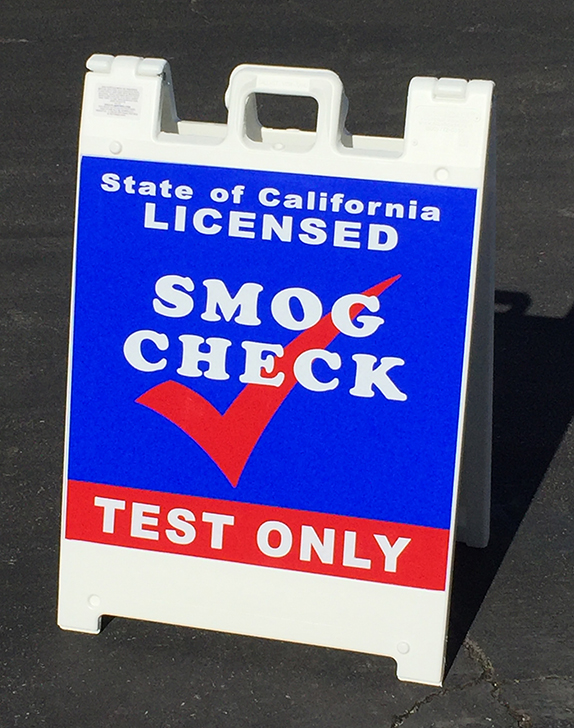 State of California
LICENSED
SMOG
CHECK
TEST ONLY